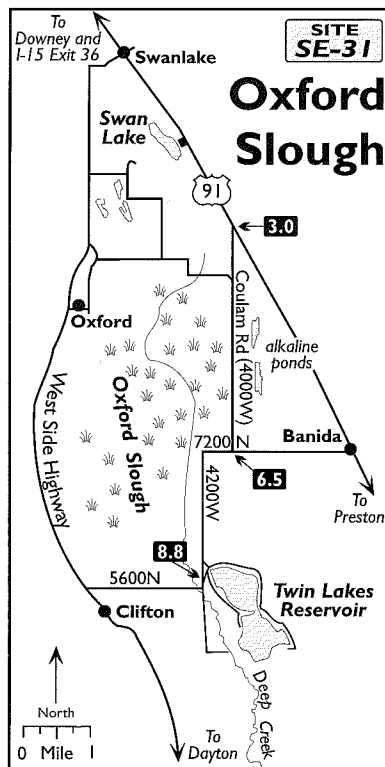 To
Downey and
I-15 Exit 36
SITE
SE-31
Swanlake
Oxford
Slough
Swan
Lake
91
3.0
Oxford
Coulam Rd (4000W)
alkaline
ponds
West Side Highway
Oxford Slough
7200 N
Banida
6.5
To
Preston
4200W
8.8
5600N
Twin Lakes
Reservoir
Clifton
Deep Creek
North
0 Mile 1
To
Dayton